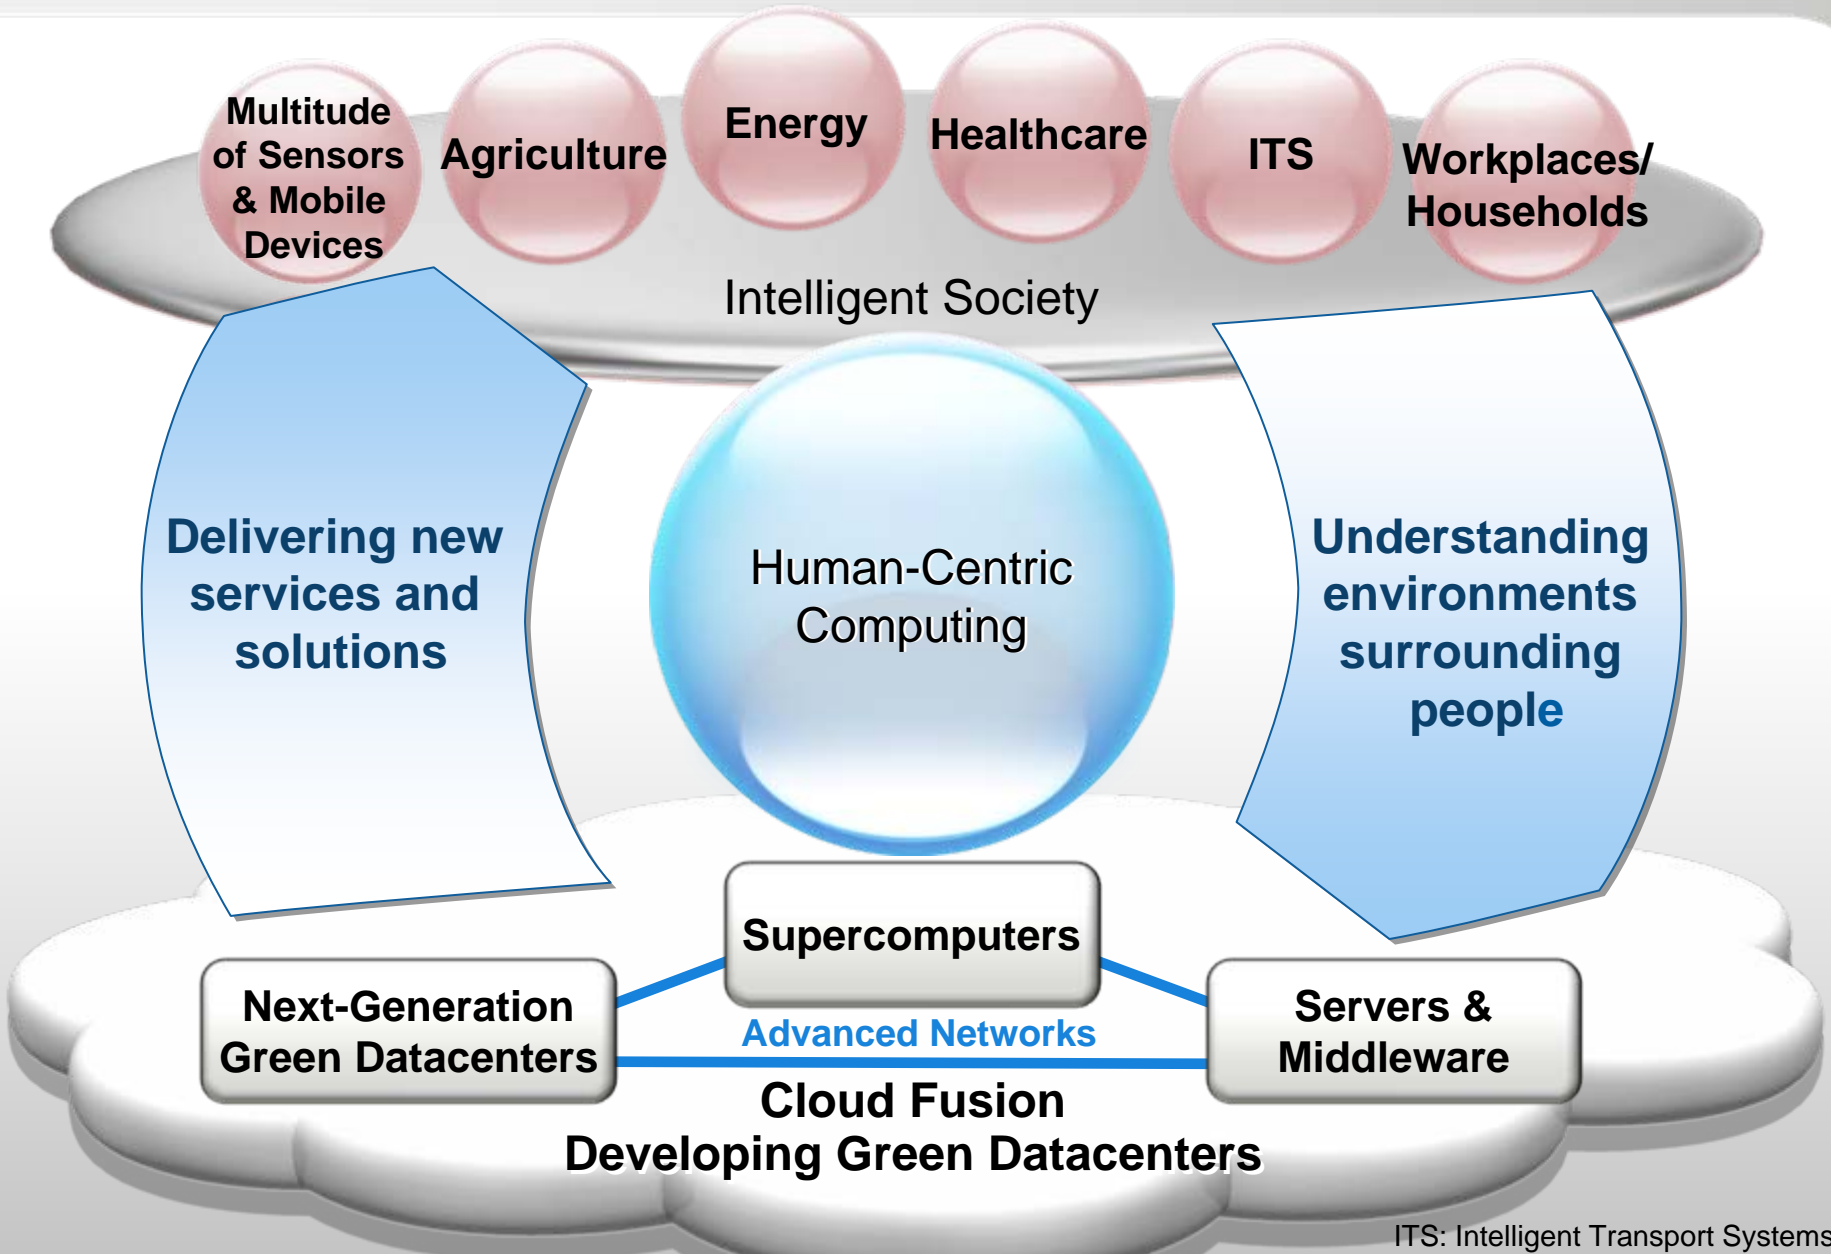 Multitude
of Sensors
& Mobile
Devices
Agriculture
Energy
Healthcare
ITS
Workplaces/
Households
Intelligent Society
Delivering new
services and
solutions
Human-Centric
Computing
Understanding
environments
surrounding
people
Supercomputers
Next-Generation
Green Datacenters
Advanced Networks
Servers &
Middleware
Cloud Fusion
Developing Green Datacenters
ITS: Intelligent Transport Systems